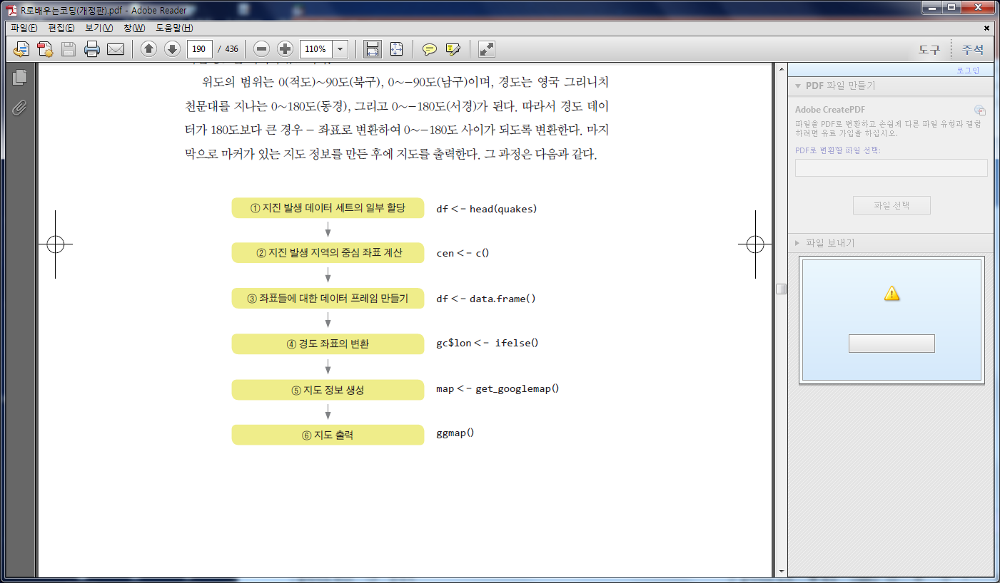 R로배우는코딩(개정판).pdf - Adobe Reader
파일(F) 편집(E) 보기(V) 창(W) 도움말(H)
190 / 436 110% 도구 주석
로그인
위도의 범위는 0(적도)~90도(북구), 0~−90도(남구)이며, 경도는 영국 그리니치
천문대를 지나는 0~180도(동경), 그리고 0~−180도(서경)가 된다. 따라서 경도 데이
터가 180도보다 큰 경우 − 좌표로 변환하여 0~−180도 사이가 되도록 변환한다. 마지
막으로 마커가 있는 지도 정보를 만든 후에 지도를 출력한다. 그 과정은 다음과 같다.
① 지진 발생 데이터 세트의 일부 할당 df <- head(quakes)
② 지진 발생 지역의 중심 좌표 계산 cen <- c()
③ 좌표들에 대한 데이터 프레임 만들기 df <- data.frame()
④ 경도 좌표의 변환 gc$lon <- ifelse()
⑤ 지도 정보 생성 map <- get_googlemap()
⑥ 지도 출력 ggmap()
PDF 파일 만들기
Adobe CreatePDF
파일을 PDF로 변환하고 손쉽게 다른 파일 유형과 결합
하려면 유료 가입을 하십시오.
PDF로 변환할 파일 선택:
파일 선택
파일 보내기